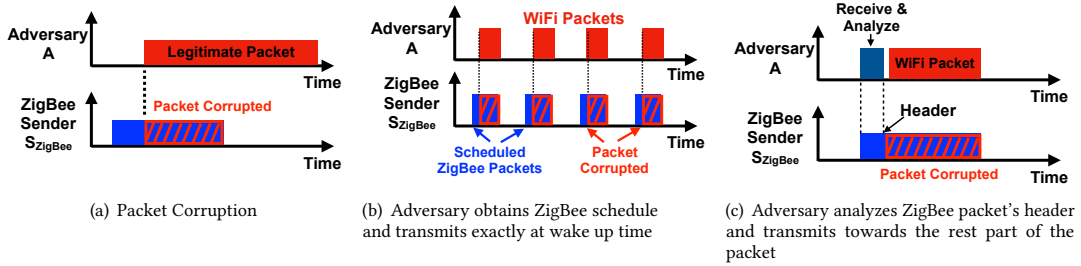 Adversary
A
Legitimate Packet
Time
ZigBee
Sender
SZigBee
Packet Corrupted
Time
(a) Packet Corruption
Adversary
A
WiFi Packets
Time
ZigBee
Sender
SZigBee
Time
Scheduled
ZigBee Packets
Packet
Corrupted
(b) Adversary obtains ZigBee schedule
and transmits exactly at wake up time
Receive &
Analyze
Adversary
A
WiFi Packet
Time
ZigBee
Sender
SZigBee
Header
Packet Corrupted
Time
(c) Adversary analyzes ZigBee packet's header
and transmits towards the rest part of the
packet